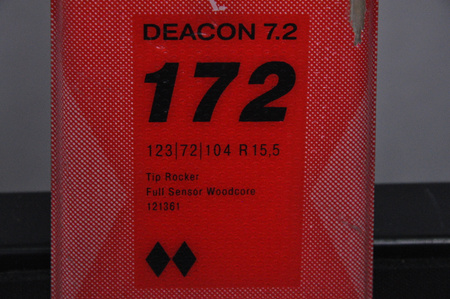 DEACON 7.2
172
123|72|104 R15,5
Tip Rocker
Full Sensor Woodcore
121361